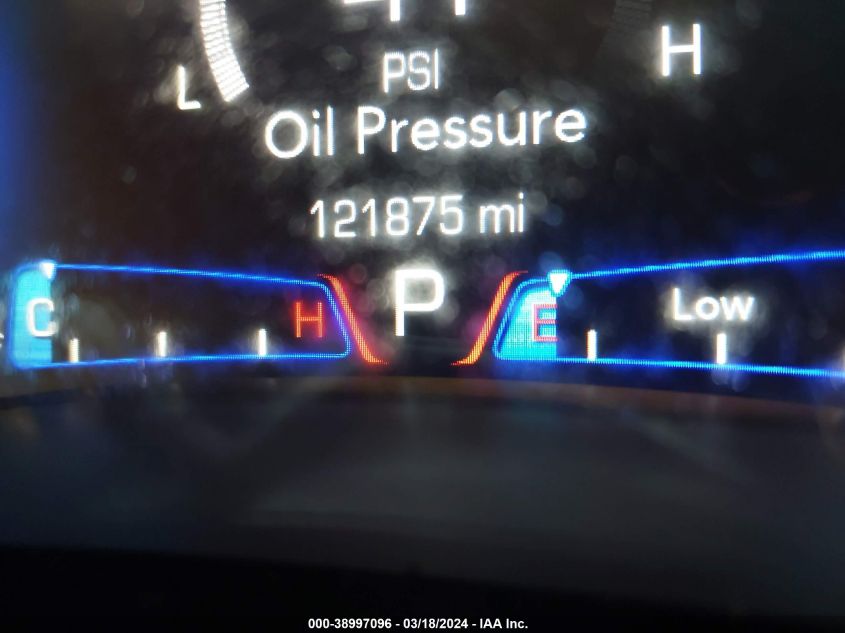 PSI
L H
Oil Pressure
121875 mi
P
C H E Low
000-38997096 - 03/18/2024 - IAA Inc.